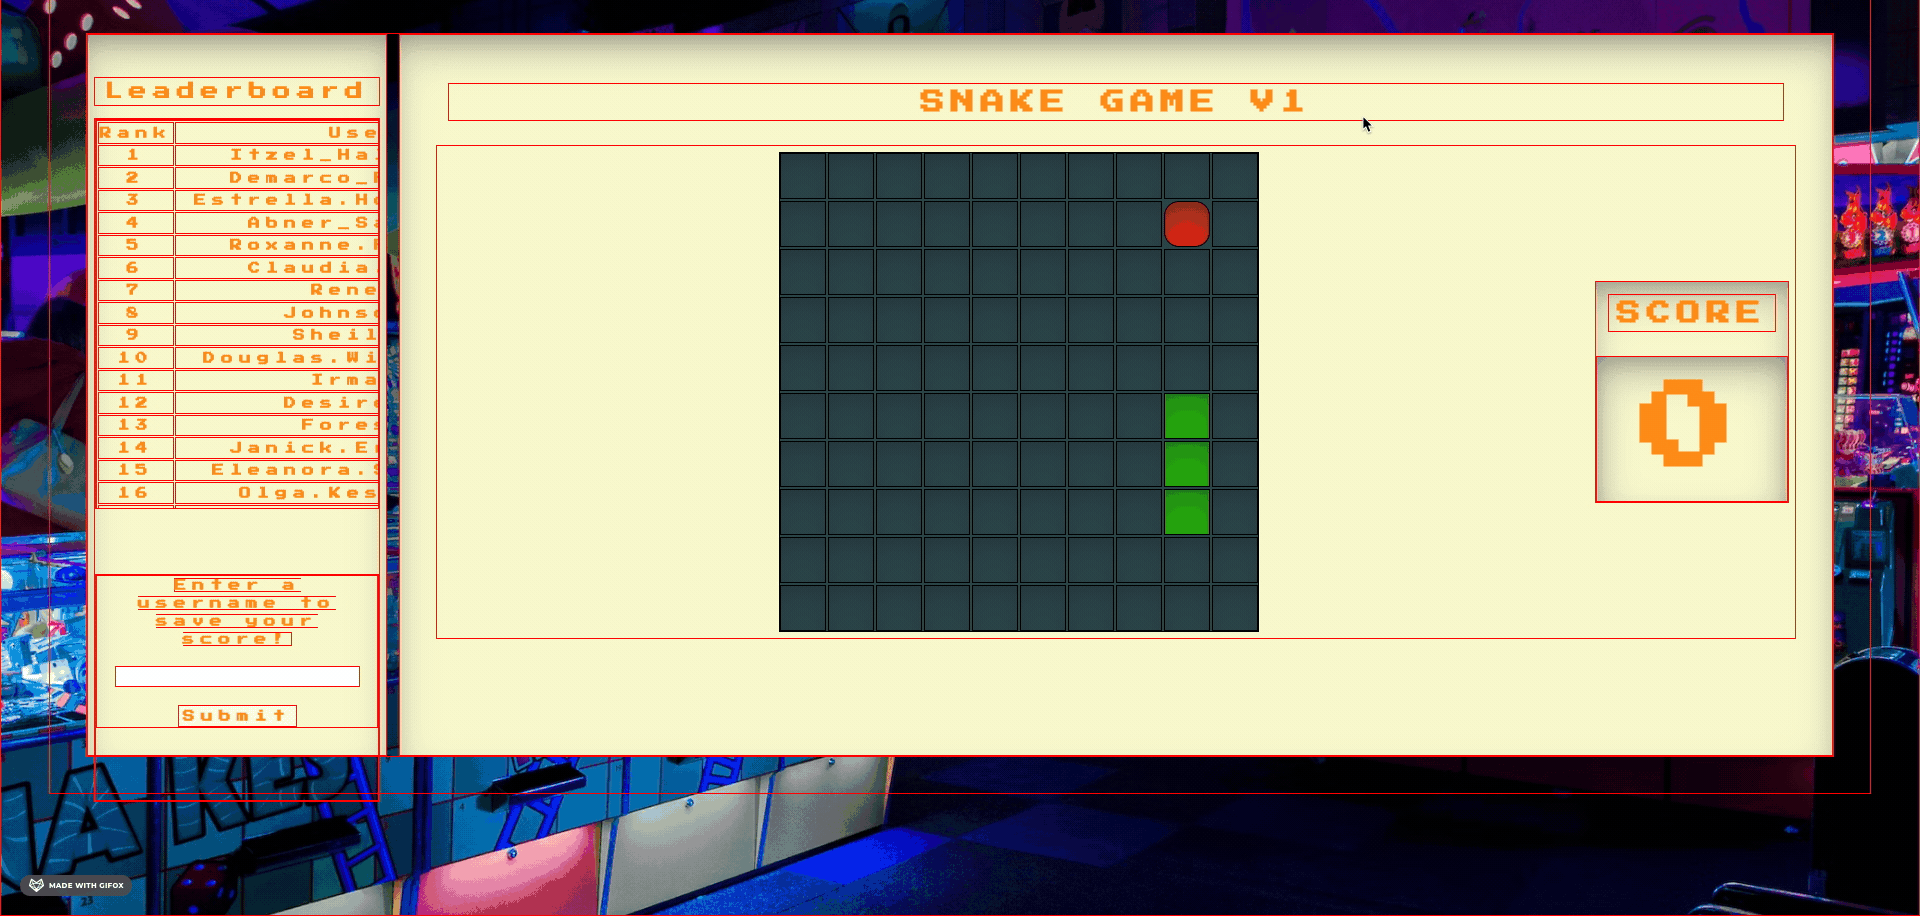 Leaderboard
Rank Use
1 Itzel_Ha
2 Demarco_
3 Estrella.H
4 Abner_S
5 Roxanne.
6 Claudia
7 Rene
8 Johns
9 Sheil
10 Douglas.Wi
11 Irma
12 Desir
13 Fores
14 Janick.E
15 Eleanora.
16 Olga.Kes
Enter a
username to
save your
score!
Submit
SNAKE GAME V1
SCORE
0
MADE WITH GIFOX